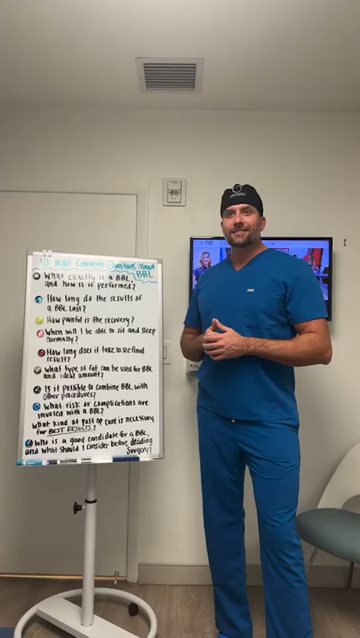 10 Most Common Questions about BBL
What exactly is a BBL
and how is it performed?
How long do the results of
a BBL last?
How painful is the recovery?
When will I be able to sit and sleep
normally?
How long does it take to see final
result?
What type of fat can be used for BBL
and ideal amount?
Is it possible to combine BBL with
other procedures?
What risk or complications are
involved with a BBL?
What kind of post op care is necessary
for BEST RESULTS?
Who is a good candidate for a BBL,
and what should I consider before deciding
surgery?